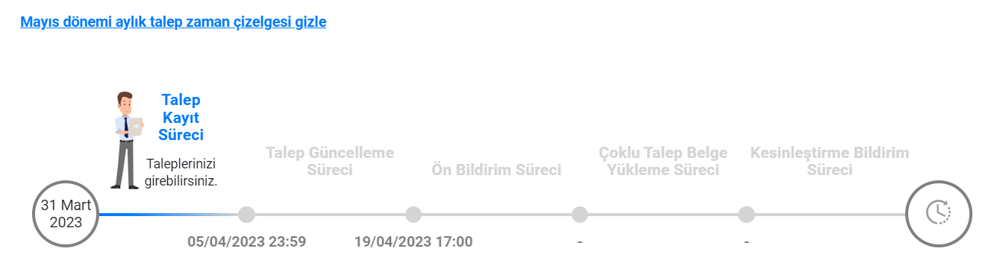 Mayıs dönemi aylık talep zaman çizelgesi gizle
Talep
Kayıt
Süreci
Taleplerinizi
girebilirsiniz.
Talep Güncelleme
Süreci
Ön Bildirim Süreci
Çoklu Talep Belge
Yükleme Süreci
Kesinleştirme Bildirim
Süreci
31 Mart
2023
05/04/2023 23:59
19/04/2023 17:00
-
-